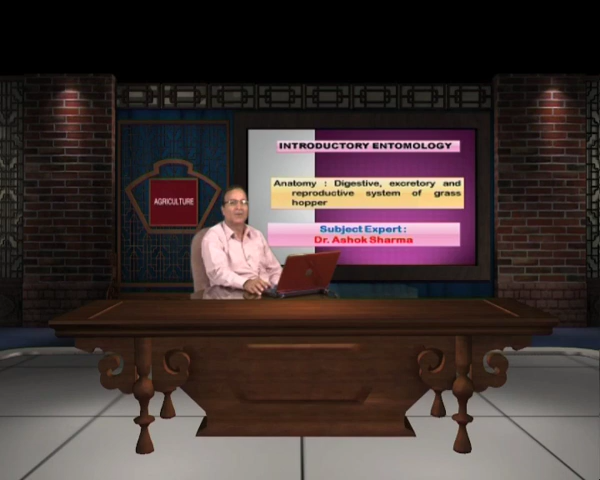 INTRODUCTORY ENTOMOLOGY
Anatomy : Digestive, excretory and
reproductive system of grass
hopper
AGRICULTURE
Subject Expert :
Dr. Ashok Sharma